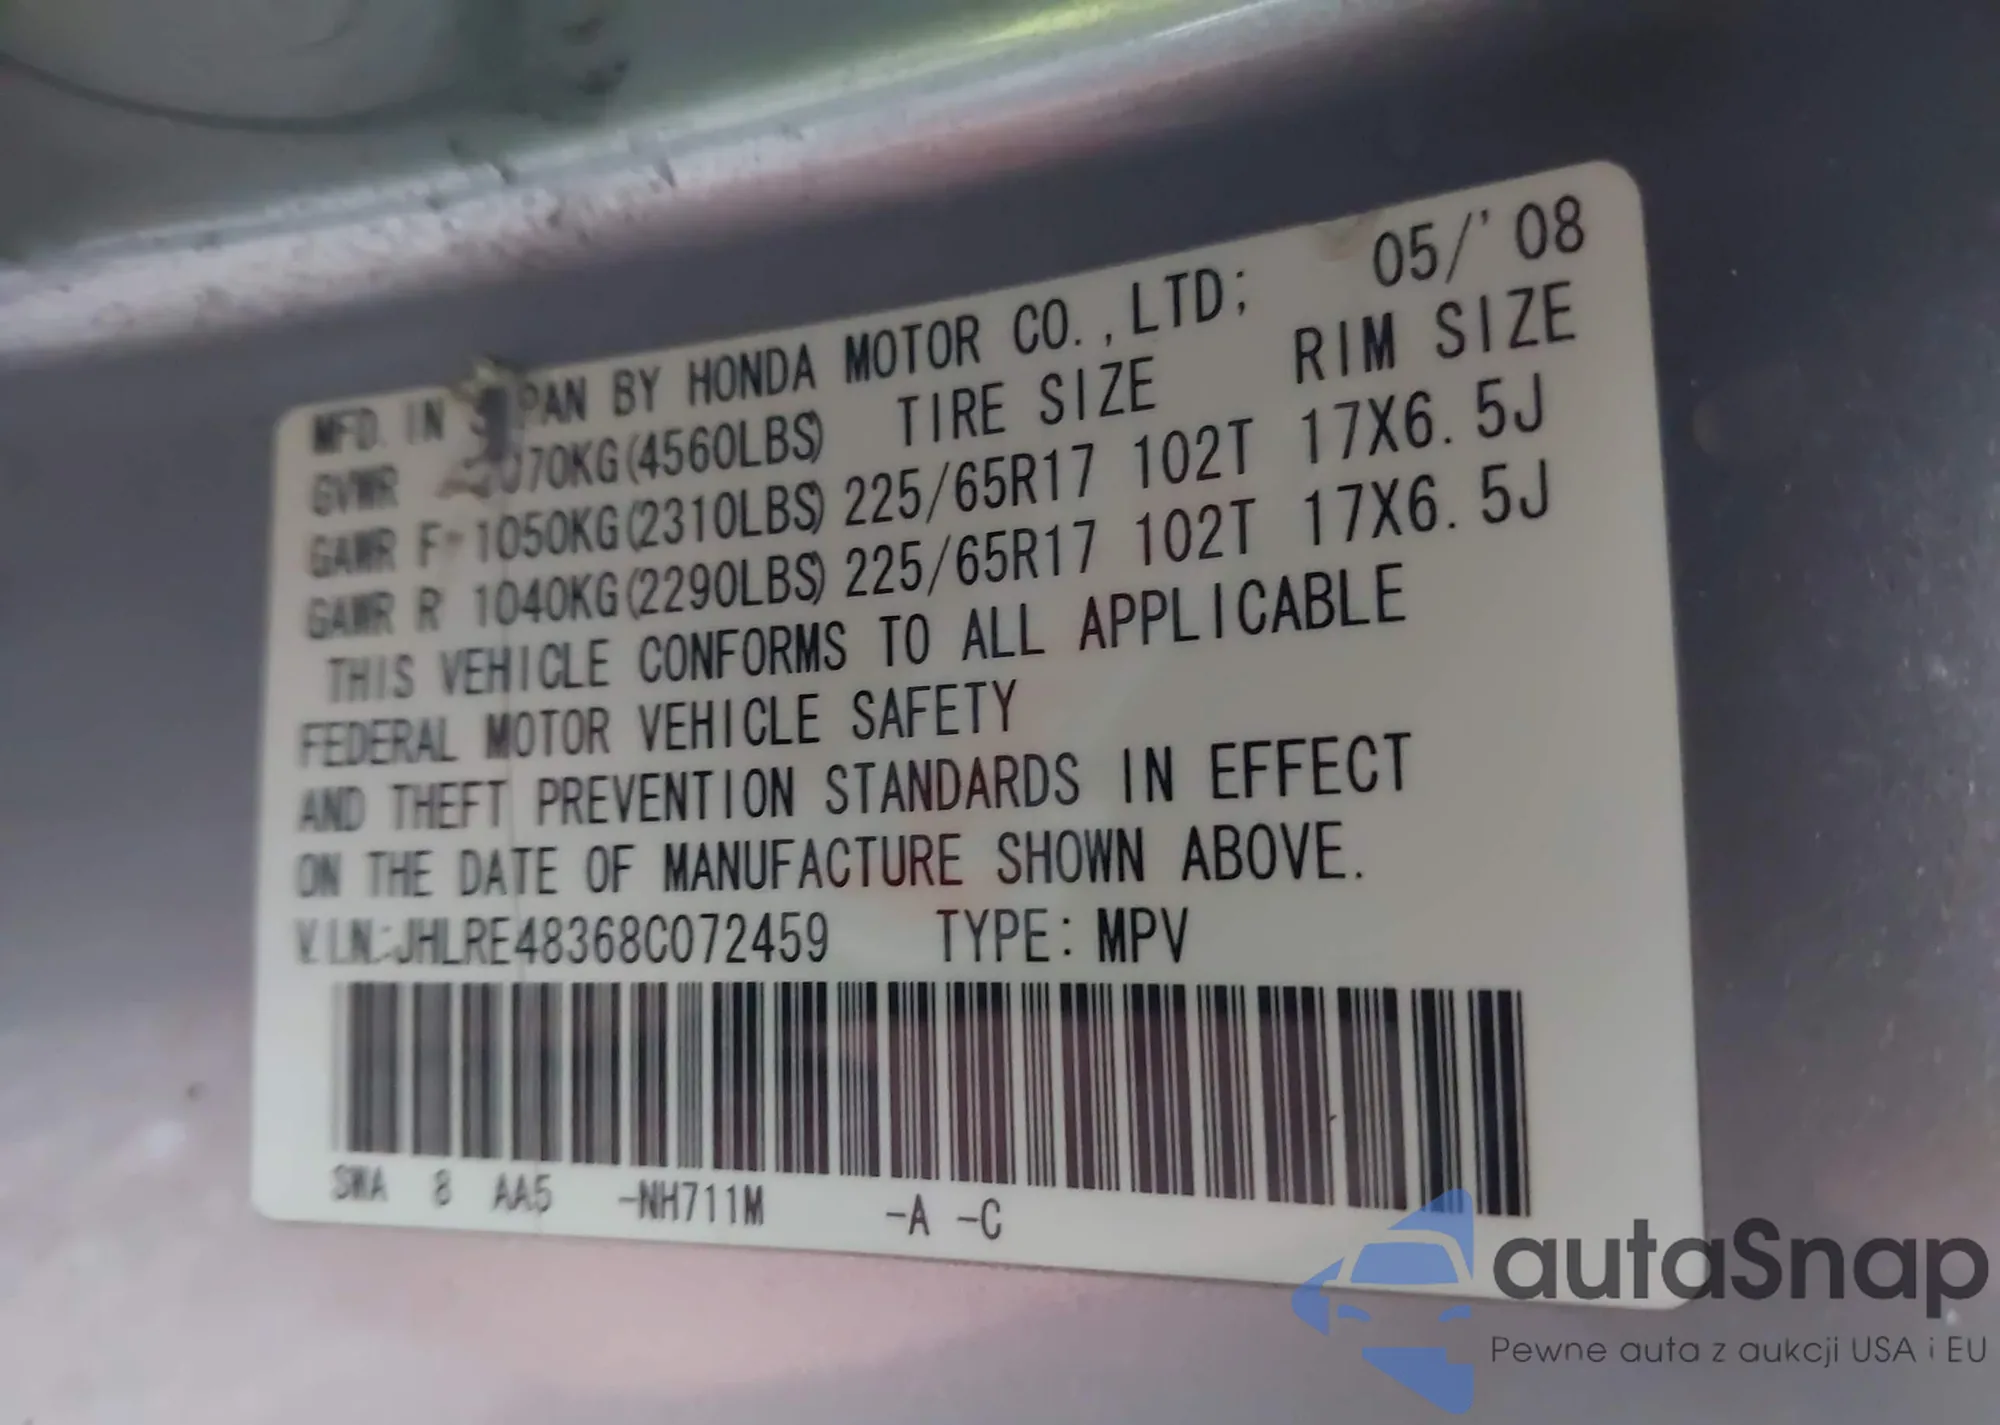 MFD. IN JAPAN BY HONDA MOTOR CO.,LTD; 05/'08
GVWR 2070KG(4560LBS) TIRE SIZE RIM SIZE
GAWR F 1050KG(2310LBS) 225/65R17 102T 17X6.5J
GAWR R 1040KG(2290LBS) 225/65R17 102T 17X6.5J
THIS VEHICLE CONFORMS TO ALL APPLICABLE
FEDERAL MOTOR VEHICLE SAFETY
AND THEFT PREVENTION STANDARDS IN EFFECT
ON THE DATE OF MANUFACTURE SHOWN ABOVE.
V.I.N.:JHLRE48368C072459 TYPE: MPV
SWA 8 AA5 -NH711M -A -C
autaSnap
Pewne auta z aukcji USA i EU